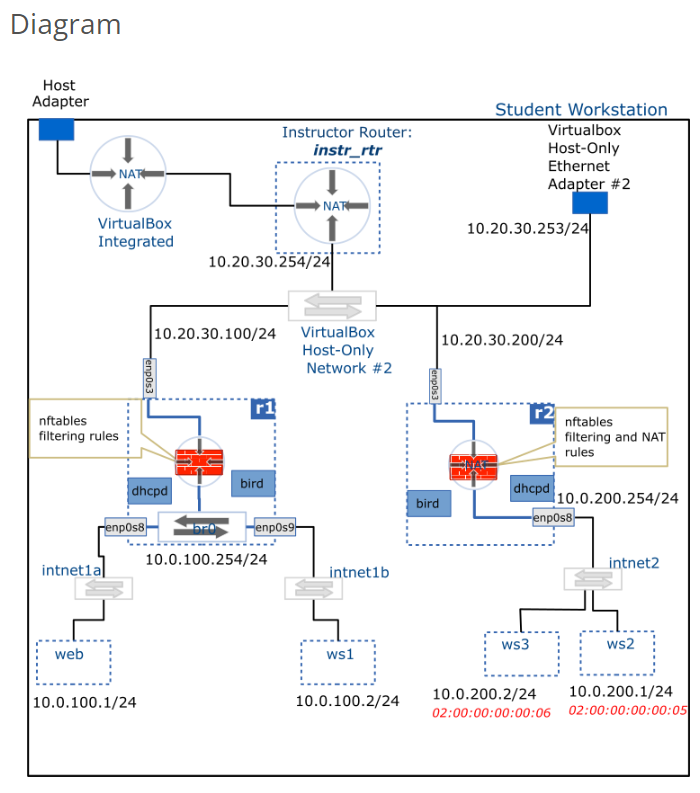 Diagram
Host
Adapter
Student Workstation
Instructor Router:
instr_rtr
Virtualbox
Host-Only
Ethernet
Adapter #2
NAT
NAT
VirtualBox
Integrated
10.20.30.253/24
10.20.30.254/24
10.20.30.100/24
VirtualBox
Host-Only
Network #2
10.20.30.200/24
enp0s3
enp0s3
r1
r2
nftables
filtering rules
nftables
filtering and NAT
rules
NAT
dhcpd
bird
bird
dhcpd
10.0.200.254/24
enp0s8
br0
enp0s9
enp0s8
10.0.100.254/24
intnet1a
intnet1b
intnet2
web
ws1
ws3
ws2
10.0.100.1/24
10.0.100.2/24
10.0.200.2/24
10.0.200.1/24
02:00:00:00:00:06
02:00:00:00:00:05